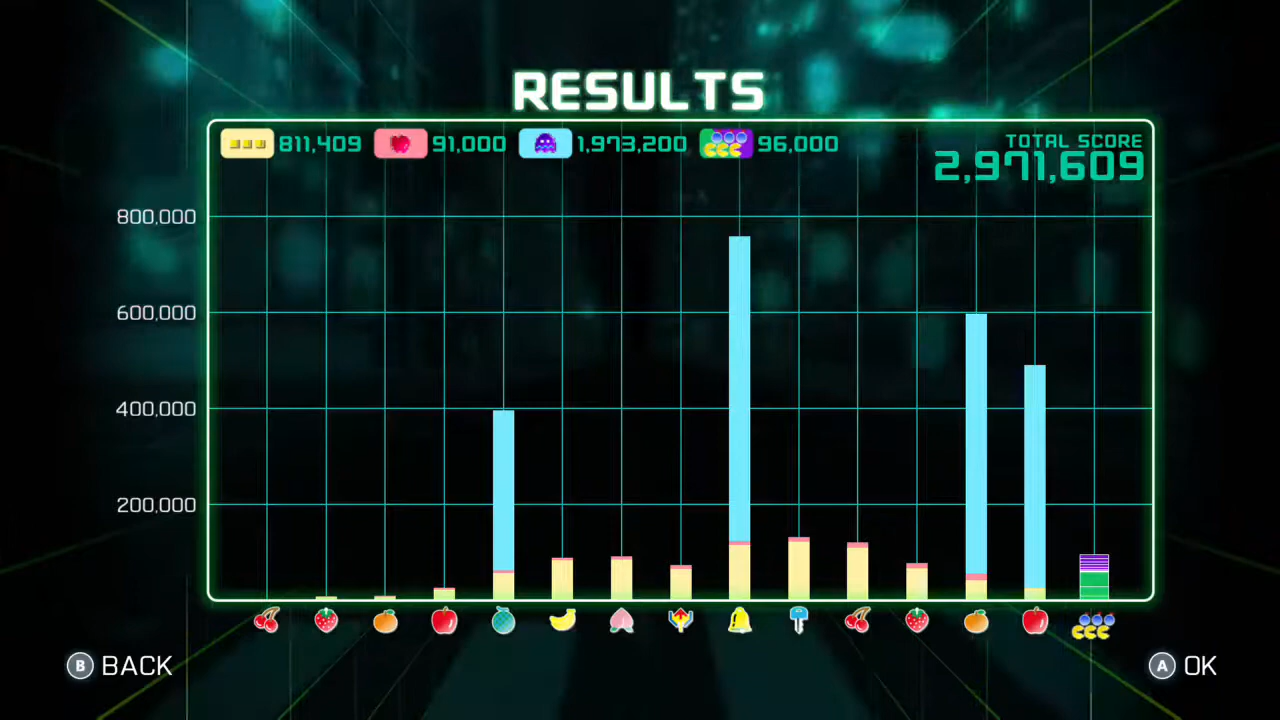 RESULTS
811,409 91,000 1,973,200 96,000
TOTAL SCORE
2,971,609
800,000
600,000
400,000
200,000
B BACK
A OK